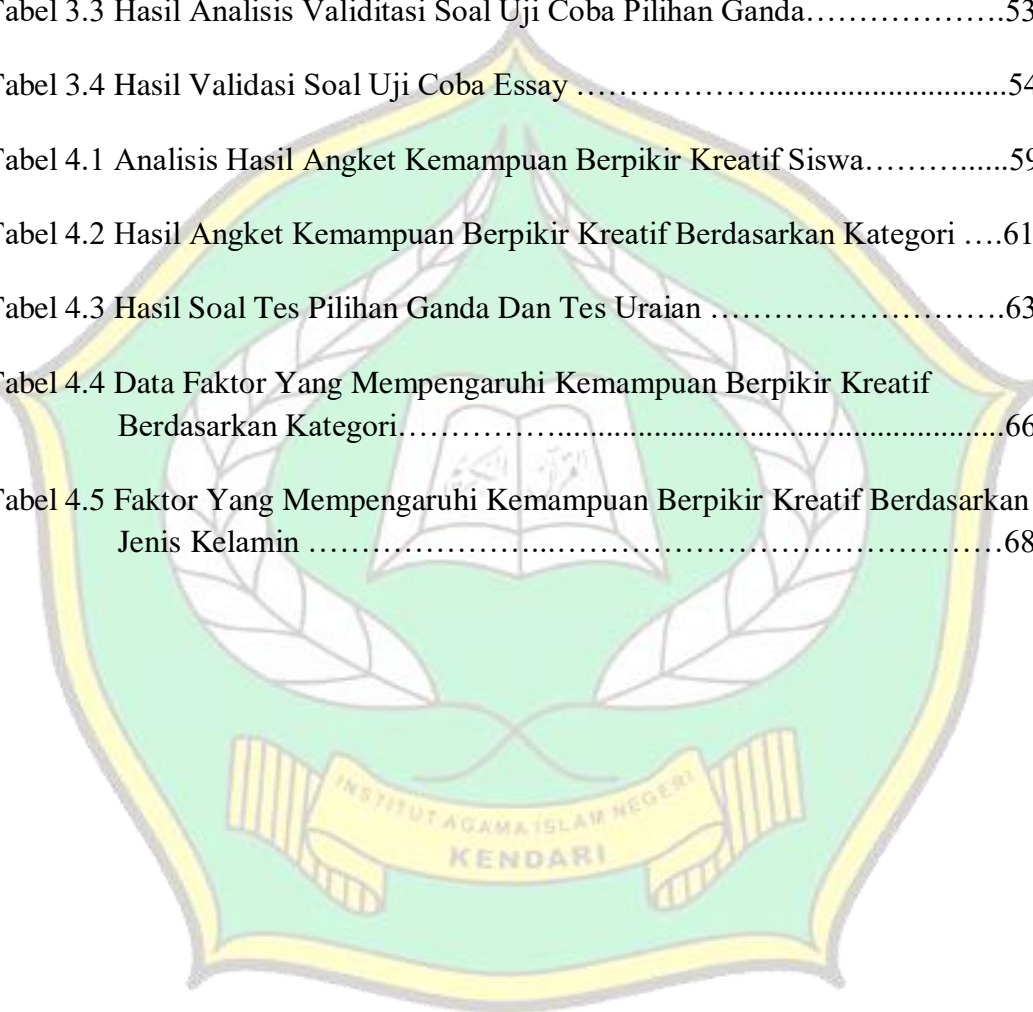 Tabel 3.3 Hasil Analisis Validitasi Soal Uji Coba Pilihan Ganda………………….53
Tabel 3.4 Hasil Validasi Soal Uji Coba Essay ………………..............................54
Tabel 4.1 Analisis Hasil Angket Kemampuan Berpikir Kreatif Siswa……….......59
Tabel 4.2 Hasil Angket Kemampuan Berpikir Kreatif Berdasarkan Kategori ….61
Tabel 4.3 Hasil Soal Tes Pilihan Ganda Dan Tes Uraian ……………………….63
Tabel 4.4 Data Faktor Yang Mempengaruhi Kemampuan Berpikir Kreatif
Berdasarkan Kategori……………........................................................66
Tabel 4.5 Faktor Yang Mempengaruhi Kemampuan Berpikir Kreatif Berdasarkan
Jenis Kelamin …………………..……………………………………68
INSTITUT AGAMA ISLAM NEGERI
KENDARI